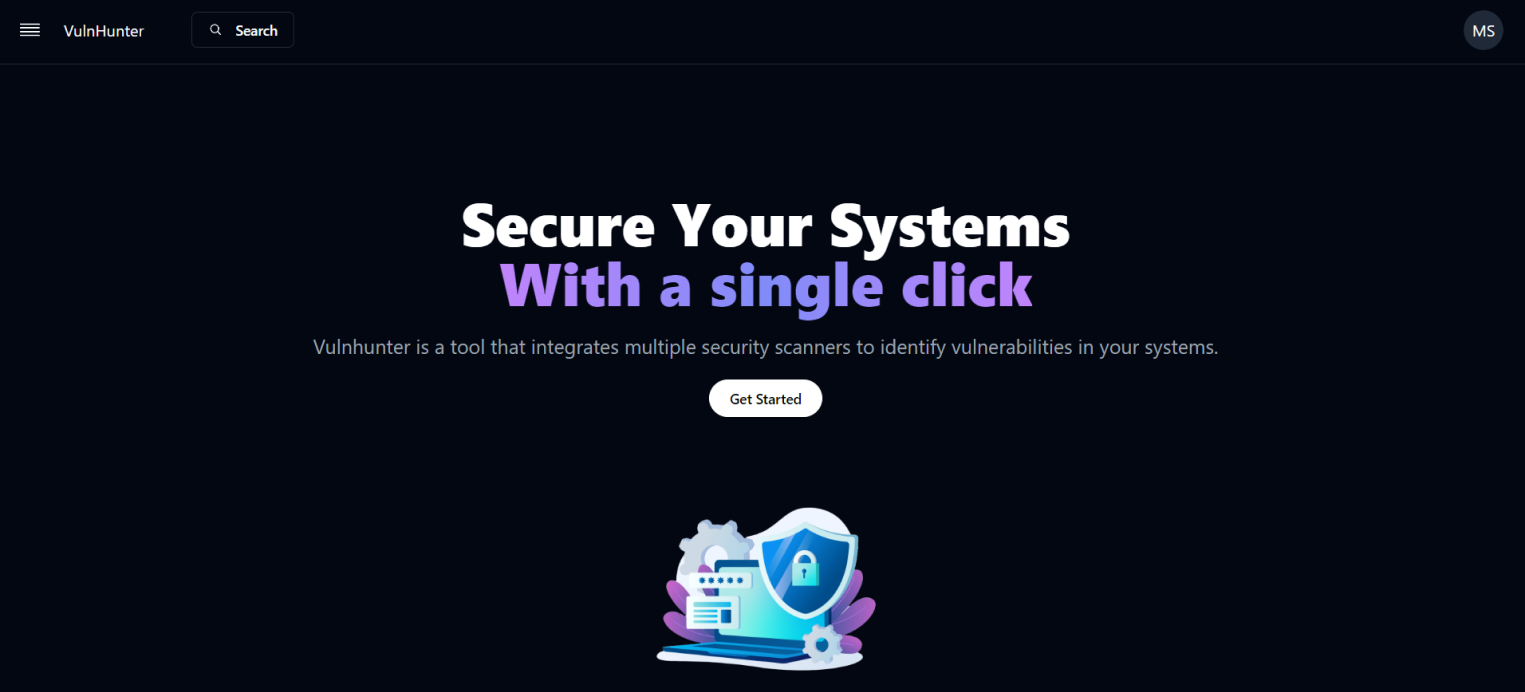 VulnHunter
Search
MS
Secure Your Systems
With a single click
Vulnhunter is a tool that integrates multiple security scanners to identify vulnerabilities in your systems.
Get Started
*****